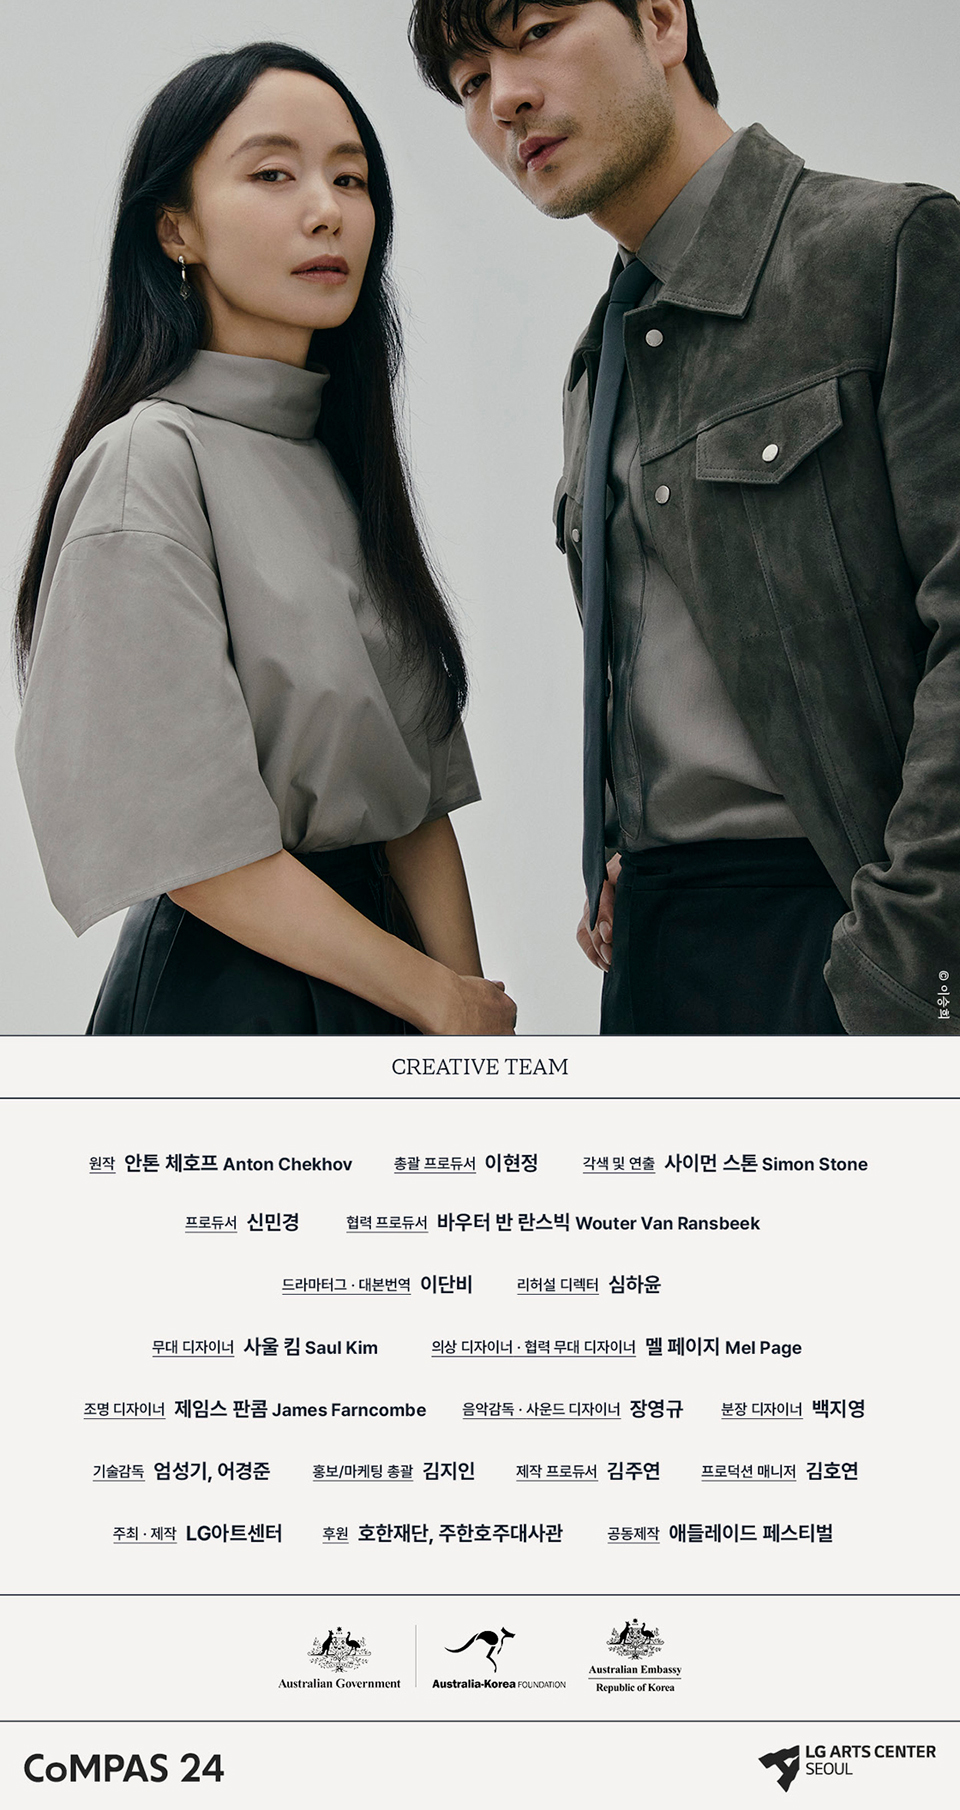 © 이승희
CREATIVE TEAM
원작 안톤 체호프 Anton Chekhov 총괄 프로듀서 이현정 각색 및 연출 사이먼 스톤 Simon Stone
프로듀서 신민경 협력 프로듀서 바우터 반 란스빅 Wouter Van Ransbeek
드라마터그 · 대본번역 이단비 리허설 디렉터 심하윤
무대 디자이너 사울 킴 Saul Kim 의상 디자이너 · 협력 무대 디자이너 멜 페이지 Mel Page
조명 디자이너 제임스 판콤 James Farncombe 음악감독 · 사운드 디자이너 장영규 분장 디자이너 백지영
기술감독 엄성기, 어경준 홍보/마케팅 총괄 김지인 제작 프로듀서 김주연 프로덕션 매니저 김호연
주최 · 제작 LG아트센터 후원 호한재단, 주한호주대사관 공동제작 애들레이드 페스티벌
Australian Government
Australia-Korea FOUNDATION
Australian Embassy
Republic of Korea
CoMPAS 24
LG ARTS CENTER
SEOUL